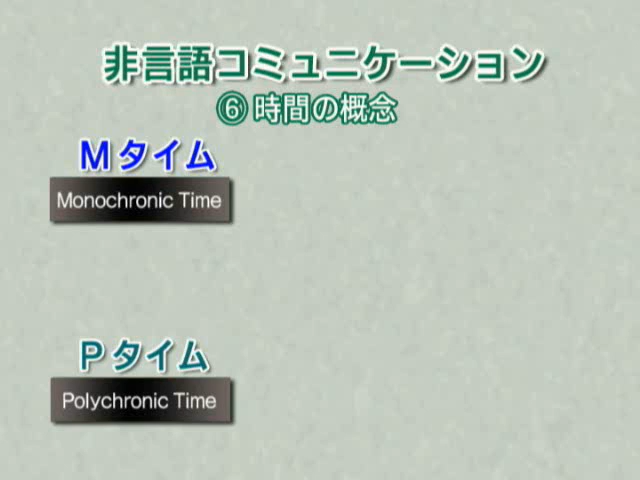 非言語コミュニケーション
⑥時間の概念
Mタイム
Monochronic Time
Pタイム
Polychronic Time